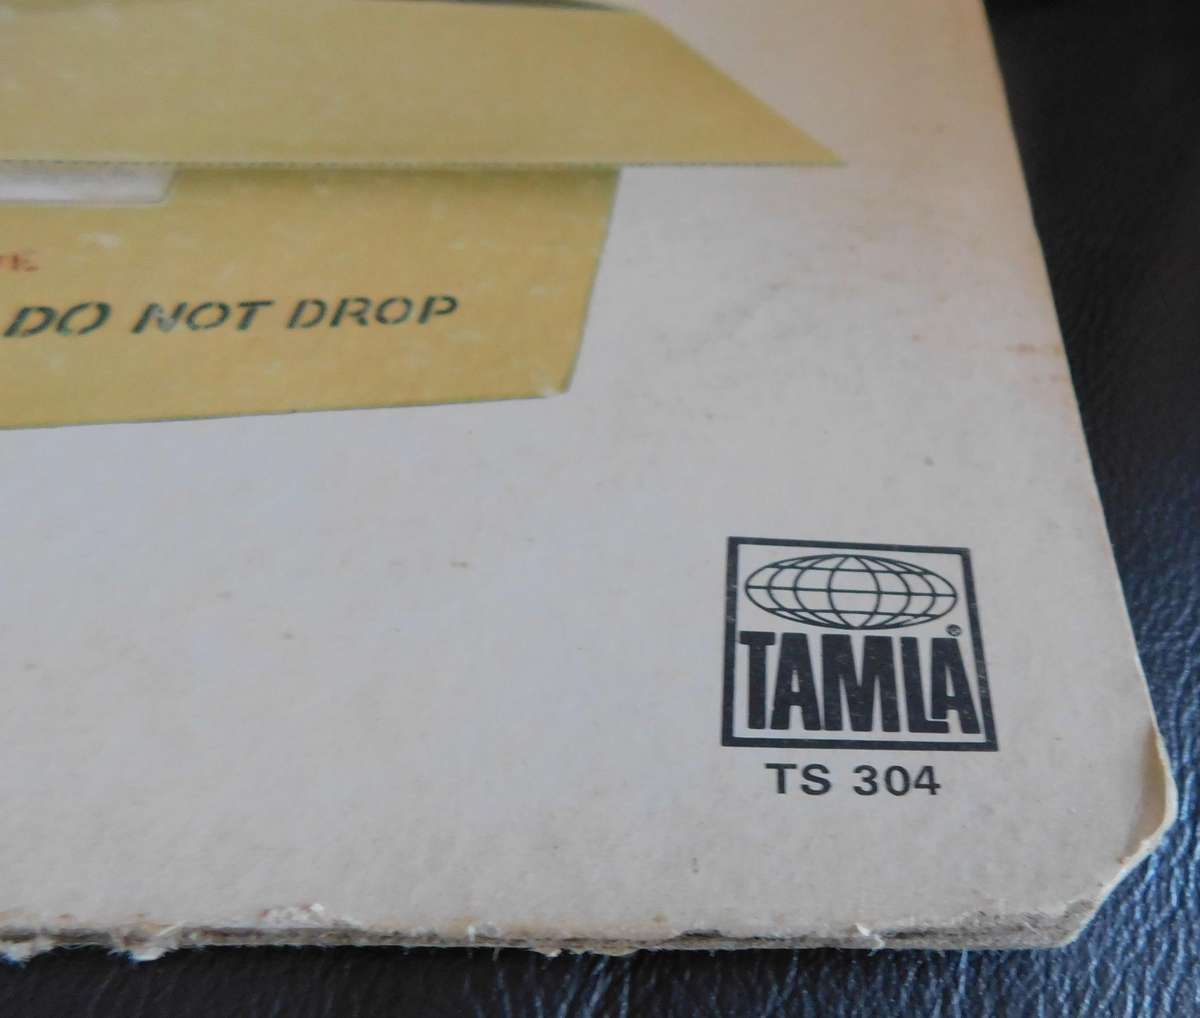 DO NOT DROP
TAMLA®
TS 304